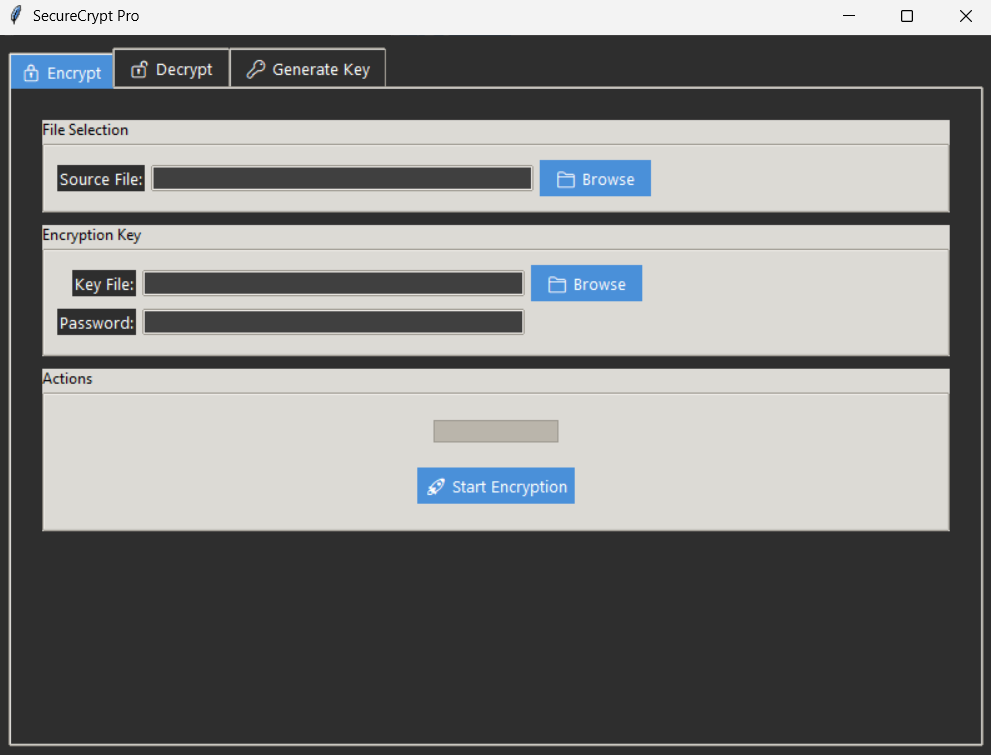 SecureCrypt Pro
Encrypt Decrypt Generate Key
File Selection
Source File: Browse
Encryption Key
Key File: Browse
Password:
Actions
Start Encryption